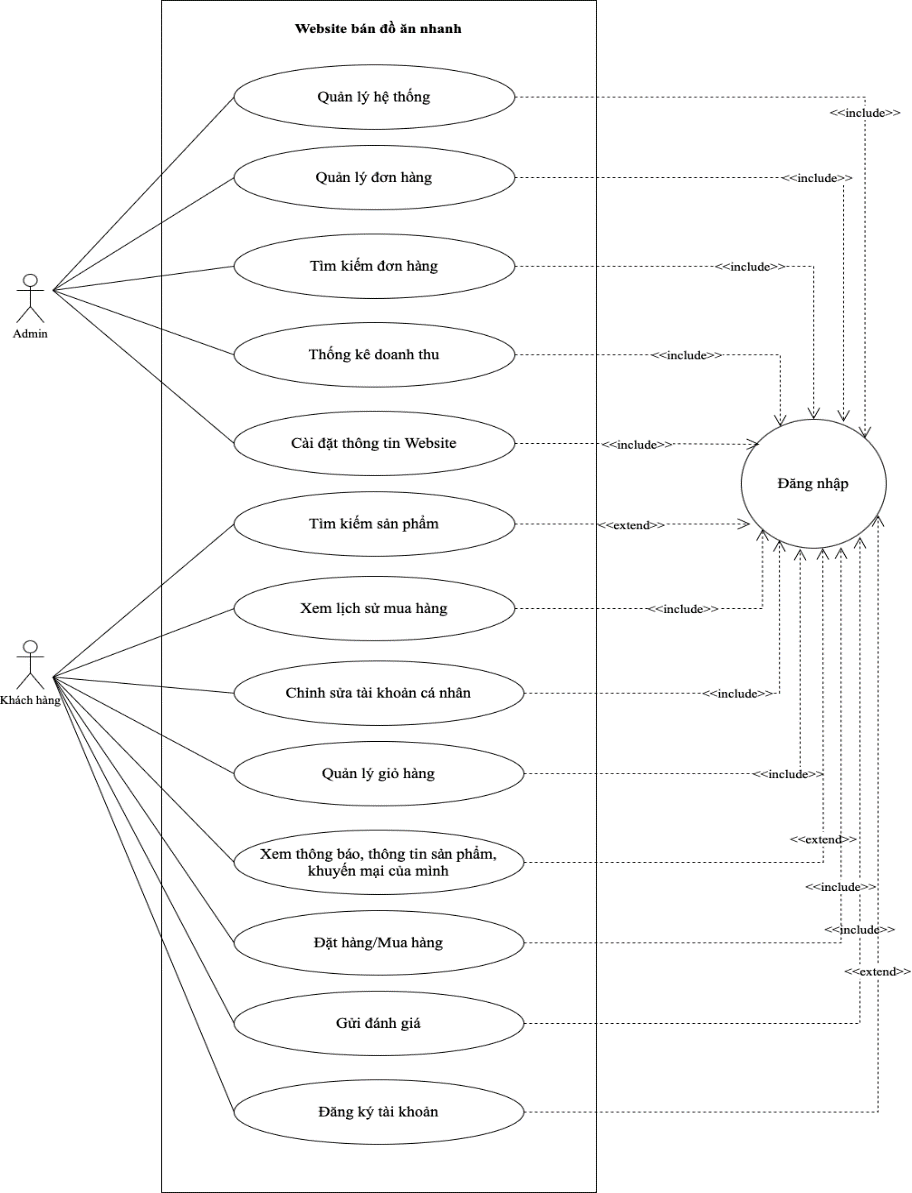 Website bán đồ ăn nhanh
Quản lý hệ thống
<<include>>
Quản lý đơn hàng
<<include>>
Tìm kiếm đơn hàng
<<include>>
Admin
Thống kê doanh thu
<<include>>
Cài đặt thông tin Website
<<include>>
Đăng nhập
Tìm kiếm sản phẩm
<<extend>>
Xem lịch sử mua hàng
<<include>>
Khách hàng
Chỉnh sửa tài khoản cá nhân
<<include>>
Quản lý giỏ hàng
<<include>>
<<extend>>
Xem thông báo, thông tin sản phẩm,
khuyến mại của mình
<<include>>
Đặt hàng/Mua hàng
<<include>>
<<extend>>
Gửi đánh giá
Đăng ký tài khoản